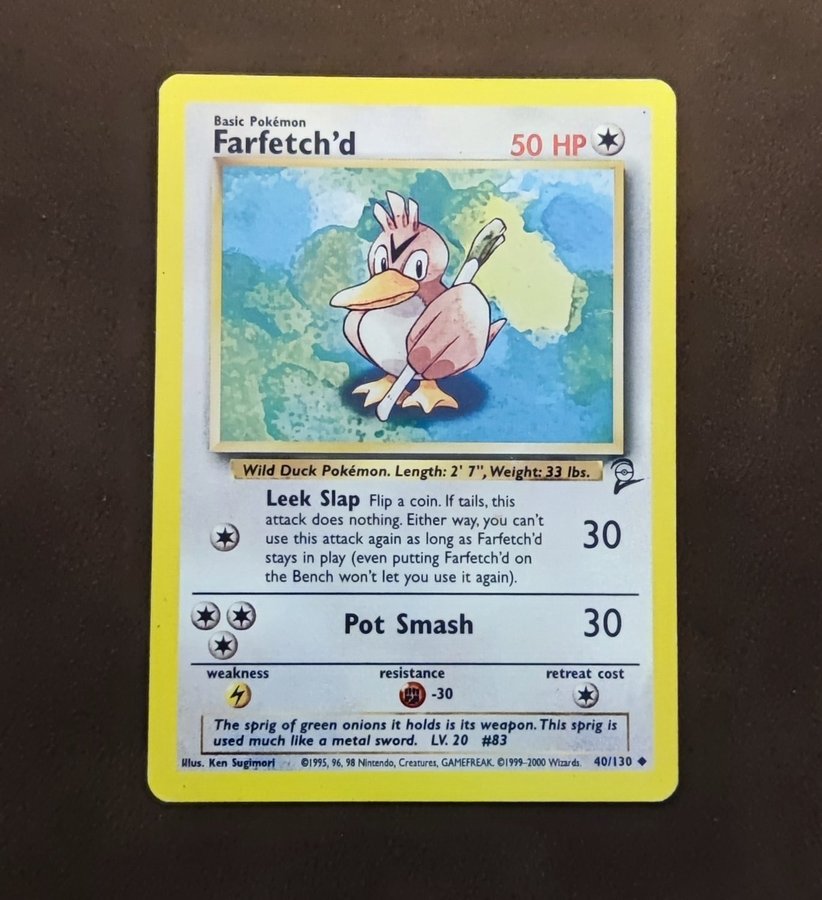 Basic Pokémon
Farfetch'd
50 HP
Wild Duck Pokémon. Length: 2' 7", Weight: 33 lbs.
Leek Slap Flip a coin. If tails, this
attack does nothing. Either way, you can't
use this attack again as long as Farfetch'd
stays in play (even putting Farfetch'd on
the Bench won't let you use it again).
30
Pot Smash 30
weakness resistance retreat cost
-30
The sprig of green onions it holds is its weapon. This sprig is
used much like a metal sword. LV. 20 #83
Illus. Ken Sugimori ©1995, 96, 98 Nintendo, Creatures, GAMEFREAK. ©1999-2000 Wizards. 40/130 ◆